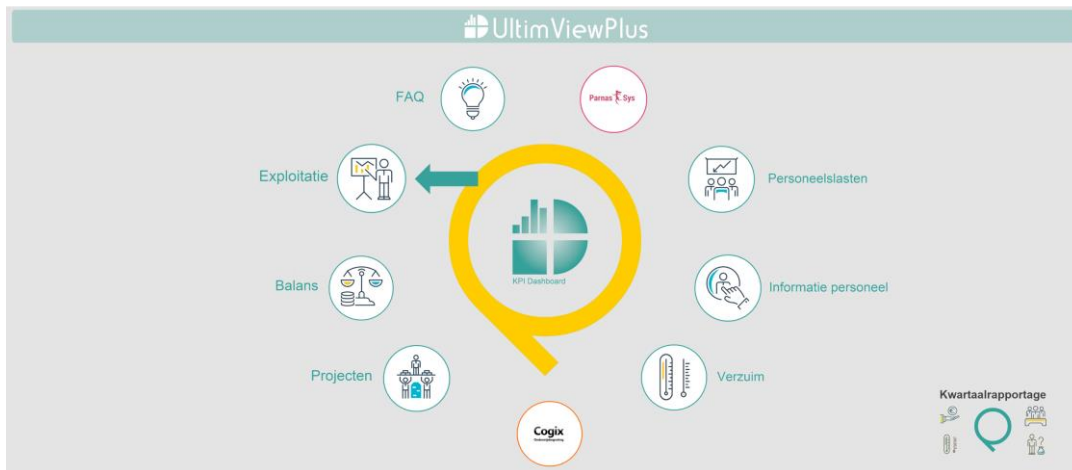 UltimViewPlus
FAQ
Parnas Sys
Exploitatie
Personeelslasten
KPI Dashboard
Balans
Informatie personeel
Projecten
Verzuim
Cogix
Kwartaalrapportage